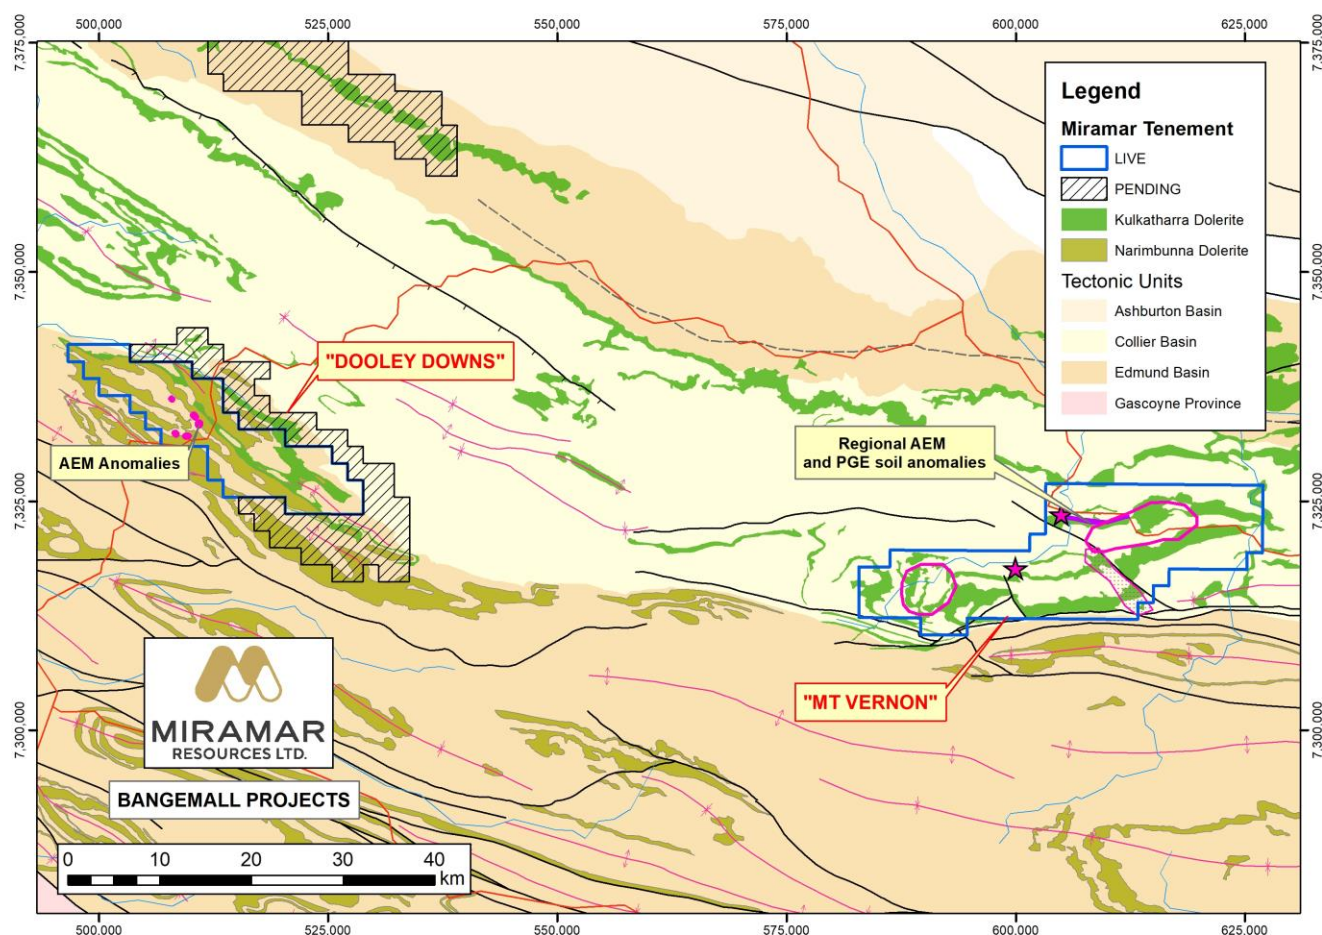 500,000 525,000 550,000 575,000 600,000 625,000
7,375,000
7,350,000
7,325,000
7,300,000
7,375,000
7,350,000
7,325,000
7,300,000
Legend
Miramar Tenement
LIVE
PENDING
Kulkatharra Dolerite
Narimbunna Dolerite
Tectonic Units
Ashburton Basin
Collier Basin
Edmund Basin
Gascoyne Province
"DOOLEY DOWNS"
AEM Anomalies
Regional AEM
and PGE soil anomalies
"MT VERNON"
MIRAMAR
RESOURCES LTD.
BANGEMALL PROJECTS
0 10 20 30 40
km
500,000 525,000 550,000 575,000 600,000 625,000